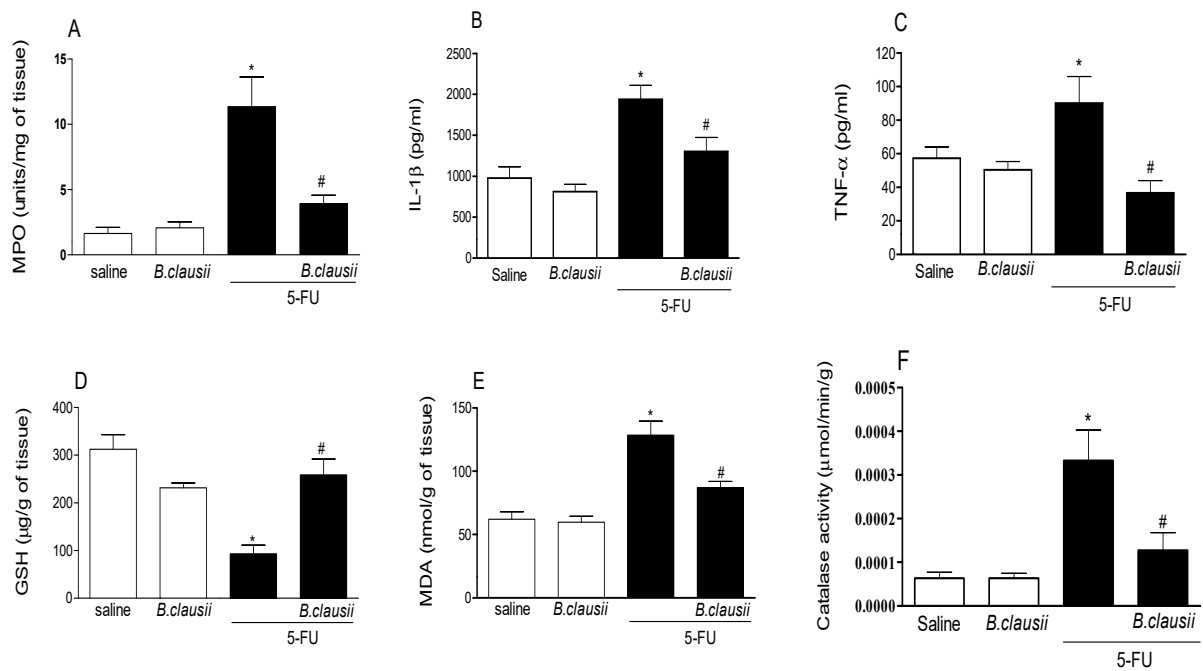 A
MPO (units/mg of tissue)
15
10
5
0
*
#
saline
B.clausii
B.clausii
5-FU
B
IL-1β (pg/ml)
2500
2000
1500
1000
500
0
*
#
Saline
B.clausii
B.clausii
5-FU
C
TNF-α (pg/ml)
120
100
80
60
40
20
0
*
#
Saline
B.clausii
B.clausii
5-FU
D
GSH (µg/g of tissue)
400
300
200
100
0
*
#
saline
B.clausii
B.clausii
5-FU
E
MDA (nmol/g of tissue)
150
100
50
0
*
#
saline
B.clausii
B.clausii
5-FU
F
Catalase activity (µmol/min/g)
0.0005
0.0004
0.0003
0.0002
0.0001
0.0000
*
#
Saline
B.clausii
B.clausii
5-FU